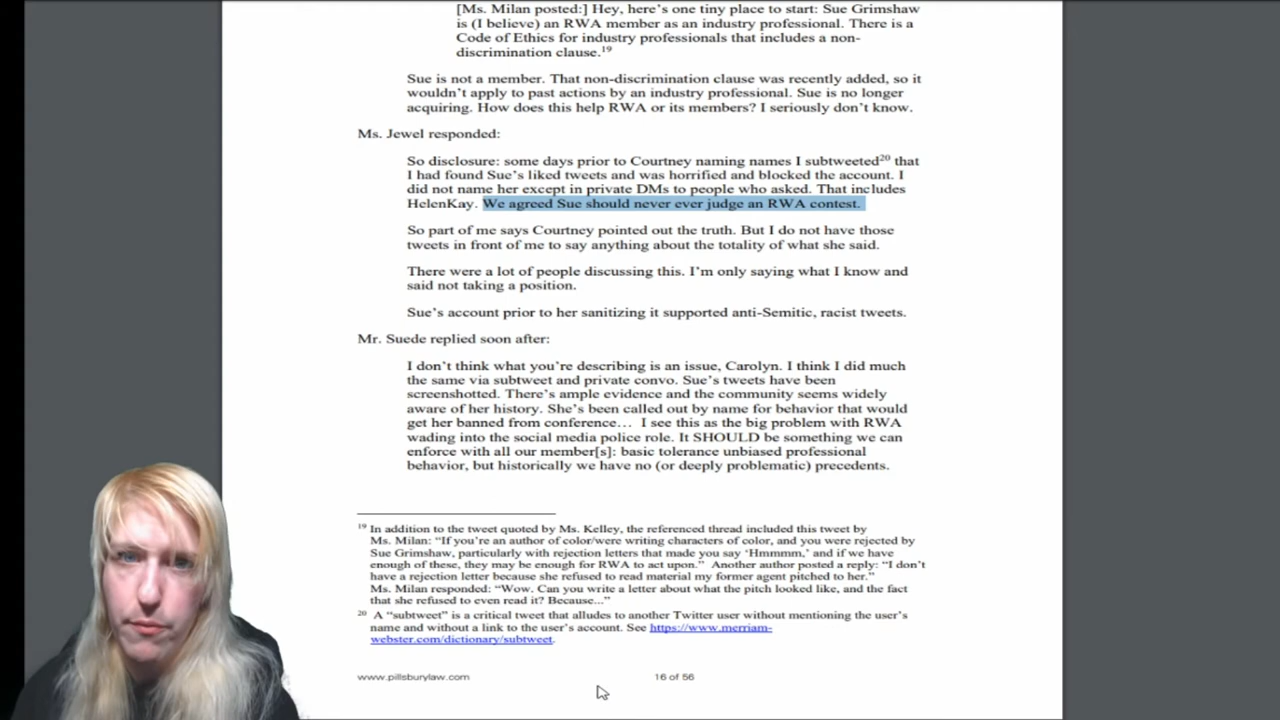 [Ms. Milan posted:] Hey, here's one tiny place to start: Sue Grimshaw
is (I believe) an RWA member as an industry professional. There is a
Code of Ethics for industry professionals that includes a non-
discrimination clause.19
Sue is not a member. That non-discrimination clause was recently added, so it
wouldn't apply to past actions by an industry professional. Sue is no longer
acquiring. How does this help RWA or its members? I seriously don't know.
Ms. Jewel responded:
So disclosure: some days prior to Courtney naming names I subtweeted20 that
I had found Sue's liked tweets and was horrified and blocked the account. I
did not name her except in private DMs to people who asked. That includes
HelenKay. We agreed Sue should never ever judge an RWA contest.
So part of me says Courtney pointed out the truth. But I do not have those
tweets in front of me to say anything about the totality of what she said.
There were a lot of people discussing this. I'm only saying what I know and
said not taking a position.
Sue's account prior to her sanitizing it supported anti-Semitic, racist tweets.
Mr. Suede replied soon after:
I don't think what you're describing is an issue, Carolyn. I think I did much
the same via subtweet and private convo. Sue's tweets have been
screenshotted. There's ample evidence and the community seems widely
aware of her history. She's been called out by name for behavior that would
get her banned from conference… I see this as the big problem with RWA
wading into the social media police role. It SHOULD be something we can
enforce with all our member[s]: basic tolerance unbiased professional
behavior, but historically we have no (or deeply problematic) precedents.
19 In addition to the tweet quoted by Ms. Kelley, the referenced thread included this tweet by
Ms. Milan: "If you're an author of color/were writing characters of color, and you were rejected by
Sue Grimshaw, particularly with rejection letters that made you say 'Hmmmm,' and if we have
enough of these, they may be enough for RWA to act upon." Another author posted a reply: "I don't
have a rejection letter because she refused to read material my former agent pitched to her."
Ms. Milan responded: "Wow. Can you write a letter about what the pitch looked like, and the fact
that she refused to even read it? Because..."
20 A "subtweet" is a critical tweet that alludes to another Twitter user without mentioning the user's
name and without a link to the user's account. See https://www.merriam-
webster.com/dictionary/subtweet.
www.pillsburylaw.com 16 of 56